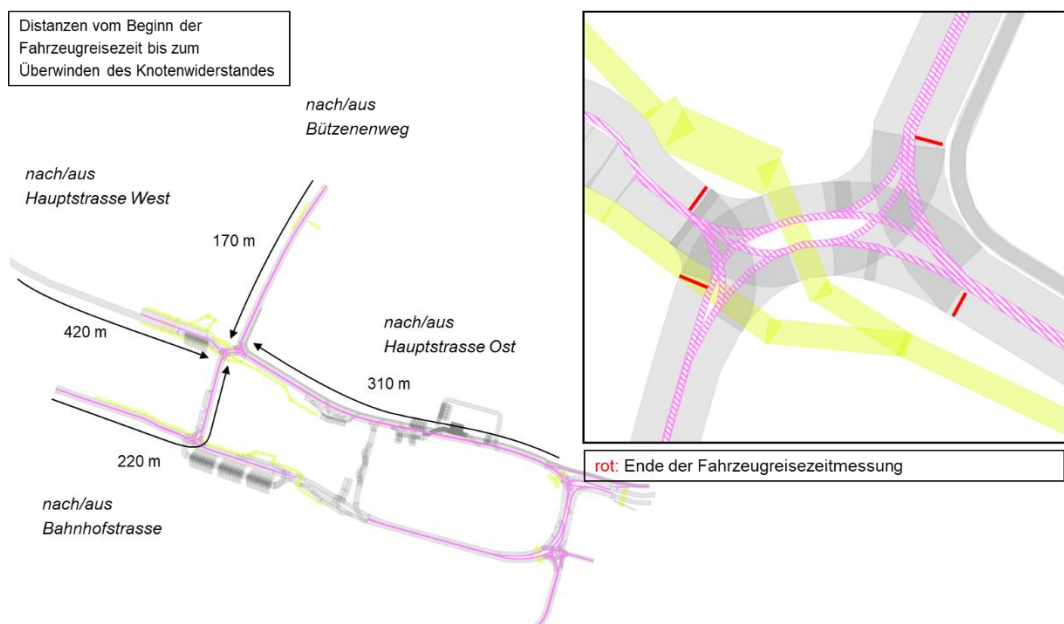 Distanzen vom Beginn der
Fahrzeugreisezeit bis zum
Überwinden des Knotenwiderstandes
nach/aus
Bützenenweg
nach/aus
Hauptstrasse West
170 m
420 m
nach/aus
Hauptstrasse Ost
310 m
220 m
nach/aus
Bahnhofstrasse
rot: Ende der Fahrzeugreisezeitmessung